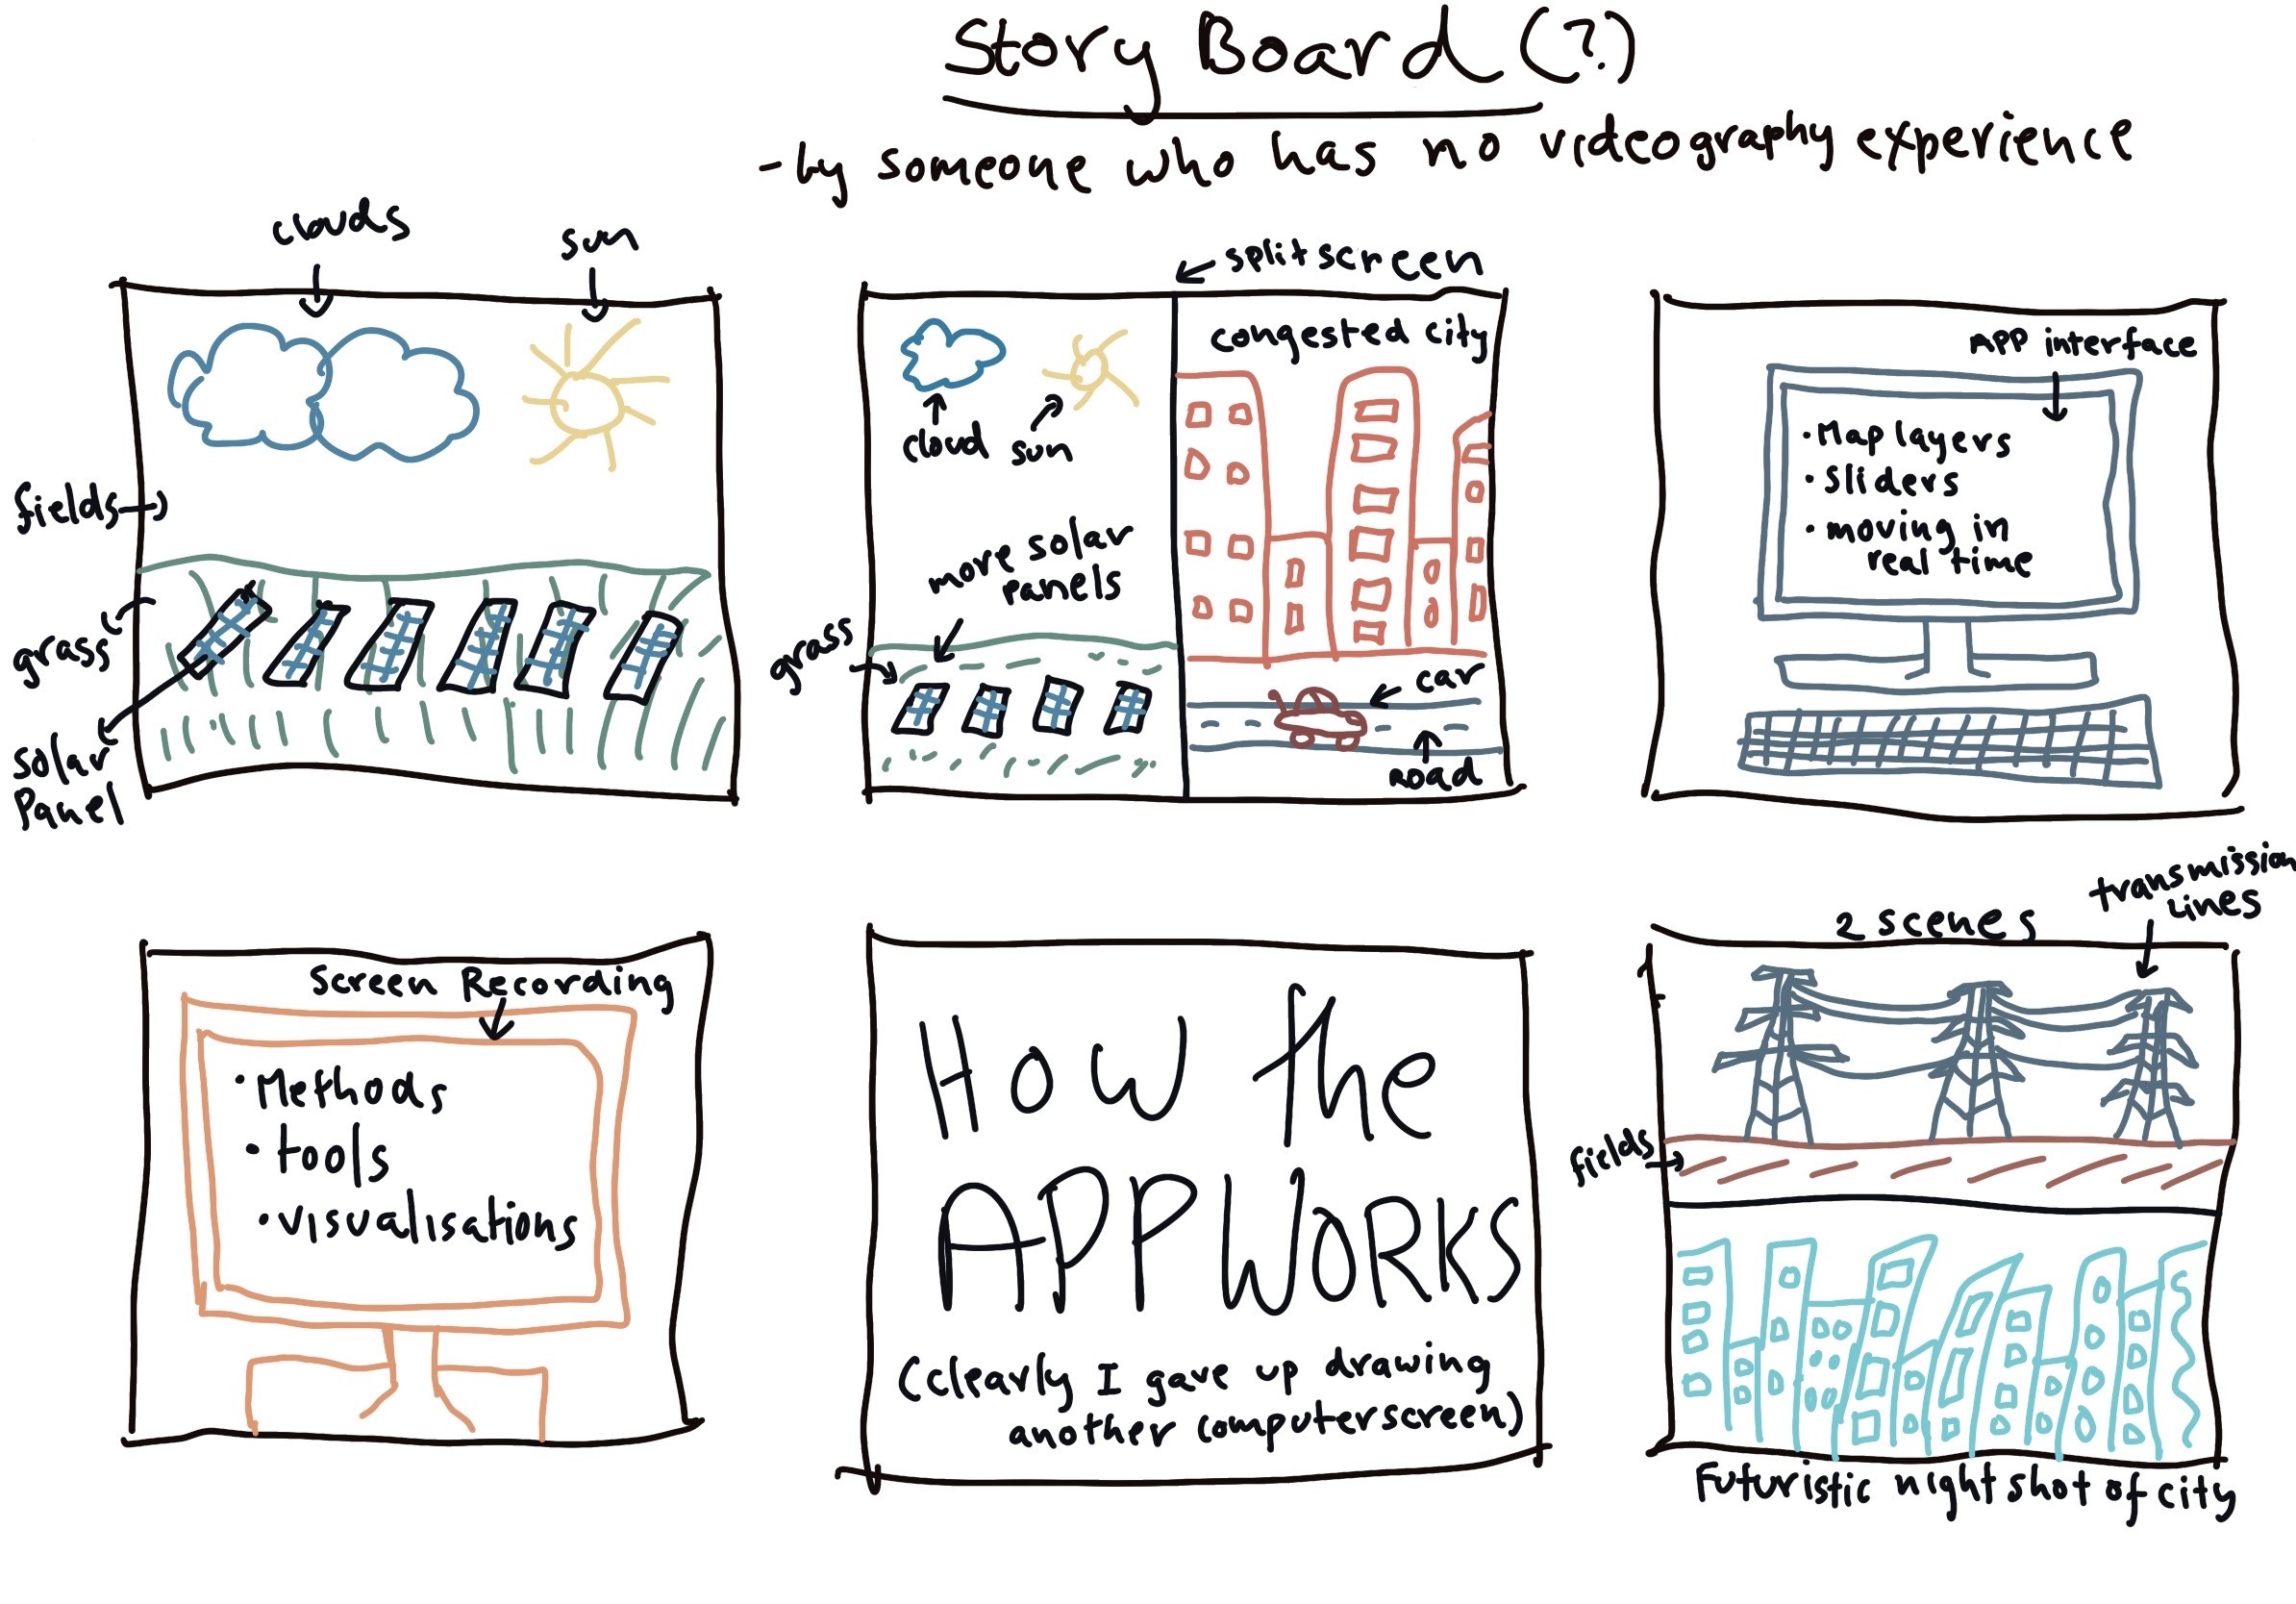 Story Board (?)
- by someone who has no videography experience
clouds
sun
fields
grass
solar
Panel
split screen
congested city
cloud
sun
more solar
panels
grass
car
Road
APP interface
• Map layers
• sliders
• moving in
real time
Screen Recording
• Methods
• tools
• visualisations
How the
APP WORKS
(clearly I gave up drawing
another computerscreen)
2 scenes
transmission
lines
fields
Futuristic night shot of city